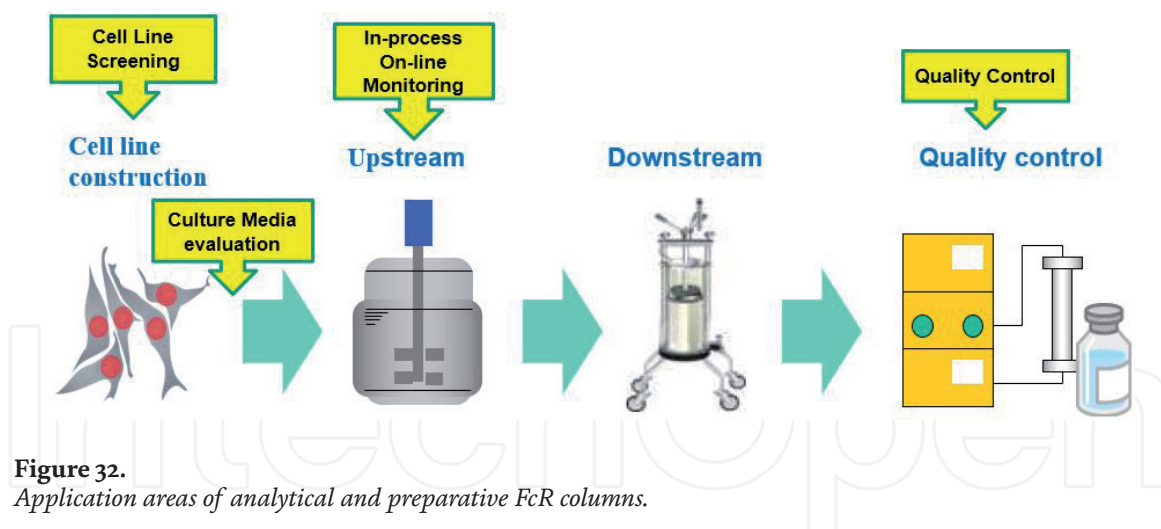 Cell Line
Screening
In-process
On-line
Monitoring
Quality Control
Cell line
construction
Upstream
Downstream
Quality control
Culture Media
evaluation
IntechOpen
Figure 32.
Application areas of analytical and preparative FcR columns.